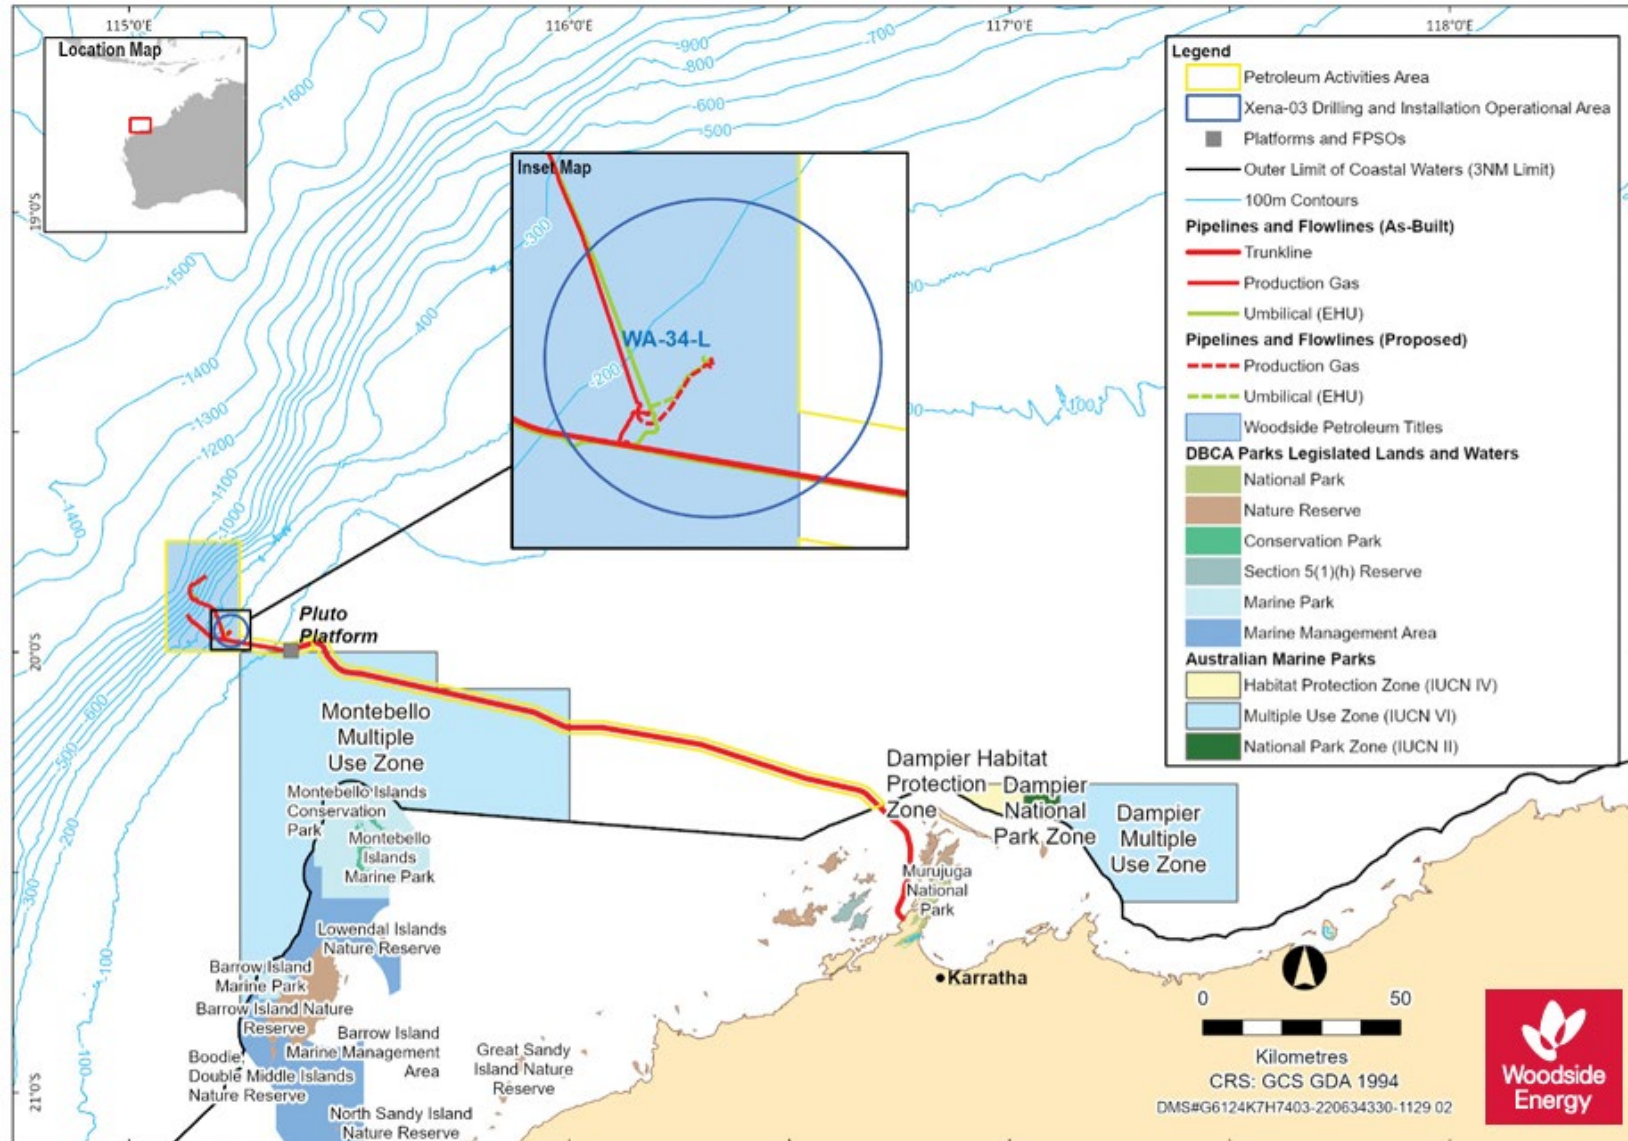 115°0'E
116°0'E
117°0'E
118°0'E
19°0'S
20°0'S
21°0'S
Location Map
-1600
-900
-800
-700
-600
-500
-300
-1500
-400
-1400
-1300
-1200
-1100
-1000
-1400
-600
-500
-200
-300
-100
-100
-100
Inset Map
WA-34-L
-200
Pluto
Platform
Montebello
Multiple
Use Zone
Montebello Islands
Conservation
Park
Montebello
Islands
Marine Park
Lowendal Islands
Nature Reserve
Barrow Island
Marine Park
Barrow Island Nature
Reserve
Barrow Island
Marine Management
Area
Boodie,
Double Middle Islands
Nature Reserve
North Sandy Island
Nature Reserve
Great Sandy
Island Nature
Reserve
Dampier Habitat
Protection
Zone
Dampier
National
Park Zone
Dampier
Multiple
Use Zone
Murujuga
National
Park
Karratha
Legend
Petroleum Activities Area
Xena-03 Drilling and Installation Operational Area
Platforms and FPSOs
Outer Limit of Coastal Waters (3NM Limit)
100m Contours
Pipelines and Flowlines (As-Built)
Trunkline
Production Gas
Umbilical (EHU)
Pipelines and Flowlines (Proposed)
Production Gas
Umbilical (EHU)
Woodside Petroleum Titles
DBCA Parks Legislated Lands and Waters
National Park
Nature Reserve
Conservation Park
Section 5(1)(h) Reserve
Marine Park
Marine Management Area
Australian Marine Parks
Habitat Protection Zone (IUCN IV)
Multiple Use Zone (IUCN VI)
National Park Zone (IUCN II)
0 50
Kilometres
CRS: GCS GDA 1994
DMS#G6124K7H7403-220634330-1129 02
Woodside
Energy